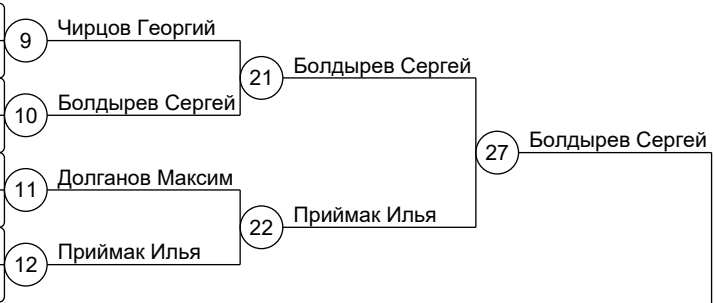 9 Чирцов Георгий
21 Болдырев Сергей
10 Болдырев Сергей
27 Болдырев Сергей
11 Долганов Максим
22 Приймак Илья
12 Приймак Илья